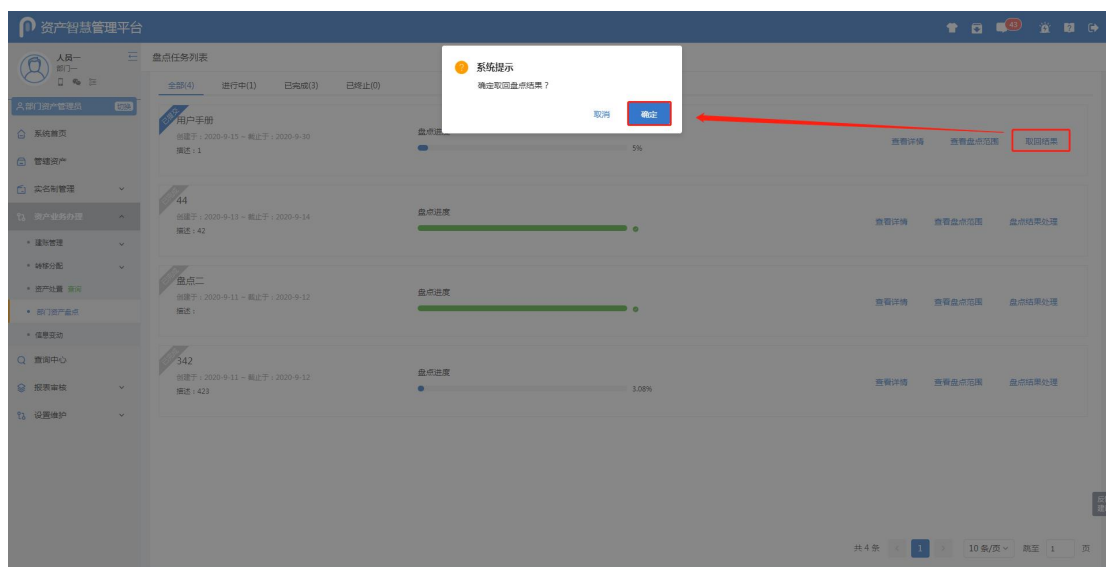 资产智慧管理平台
43
人员一
部门一
部门资产管理员
系统首页
管理资产
实名制管理
资产业务办理
建账管理
转移分配
资产处置 查询
部门资产盘点
信息变动
查询中心
报表审核
设置维护
盘点任务列表
全部(4) 进行中(1) 已完成(3) 已终止(0)
系统提示
确定取回盘点结果？
取消 确定
用户手册
创建于：2020-9-15 ~ 截止于：2020-9-30
描述：1
盘点进度
5%
查看详情 查看盘点范围 取回结果
44
创建于：2020-9-13 ~ 截止于：2020-9-14
描述：42
盘点进度
查看详情 查看盘点范围 盘点结果处理
盘点二
创建于：2020-9-11 ~ 截止于：2020-9-12
描述：
盘点进度
查看详情 查看盘点范围 盘点结果处理
342
创建于：2020-9-11 ~ 截止于：2020-9-12
描述：423
盘点进度
3.08%
查看详情 查看盘点范围 盘点结果处理
共 4 条 1 10 条/页 跳至 1 页